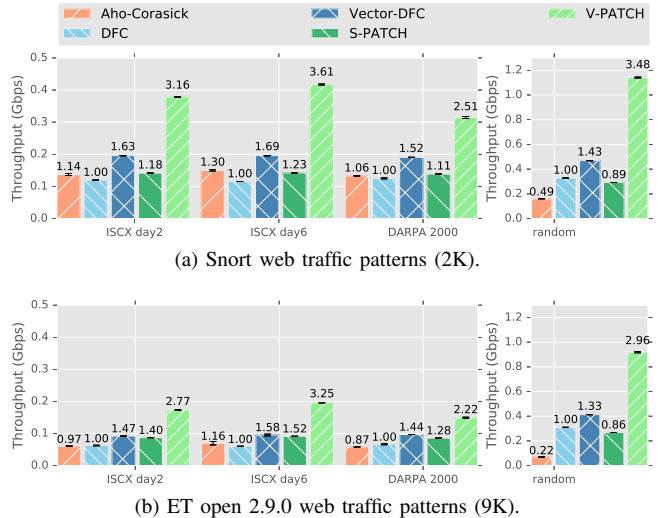 Aho-Corasick Vector-DFC V-PATCH
DFC S-PATCH
Throughput (Gbps)
0.5
0.4
0.3
0.2
0.1
0.0
1.14 1.00 1.63 1.18 3.16
1.30 1.00 1.69 1.23 3.61
1.06 1.00 1.52 1.11 2.51
ISCX day2 ISCX day6 DARPA 2000
Throughput (Gbps)
1.2
1.0
0.8
0.6
0.4
0.2
0.0
0.49 1.00 1.43 0.89 3.48
random
(a) Snort web traffic patterns (2K).
Throughput (Gbps)
0.5
0.4
0.3
0.2
0.1
0.0
0.97 1.00 1.47 1.40 2.77
1.16 1.00 1.58 1.52 3.25
0.87 1.00 1.44 1.28 2.22
ISCX day2 ISCX day6 DARPA 2000
Throughput (Gbps)
1.2
1.0
0.8
0.6
0.4
0.2
0.0
0.22 1.00 1.33 0.86 2.96
random
(b) ET open 2.9.0 web traffic patterns (9K).